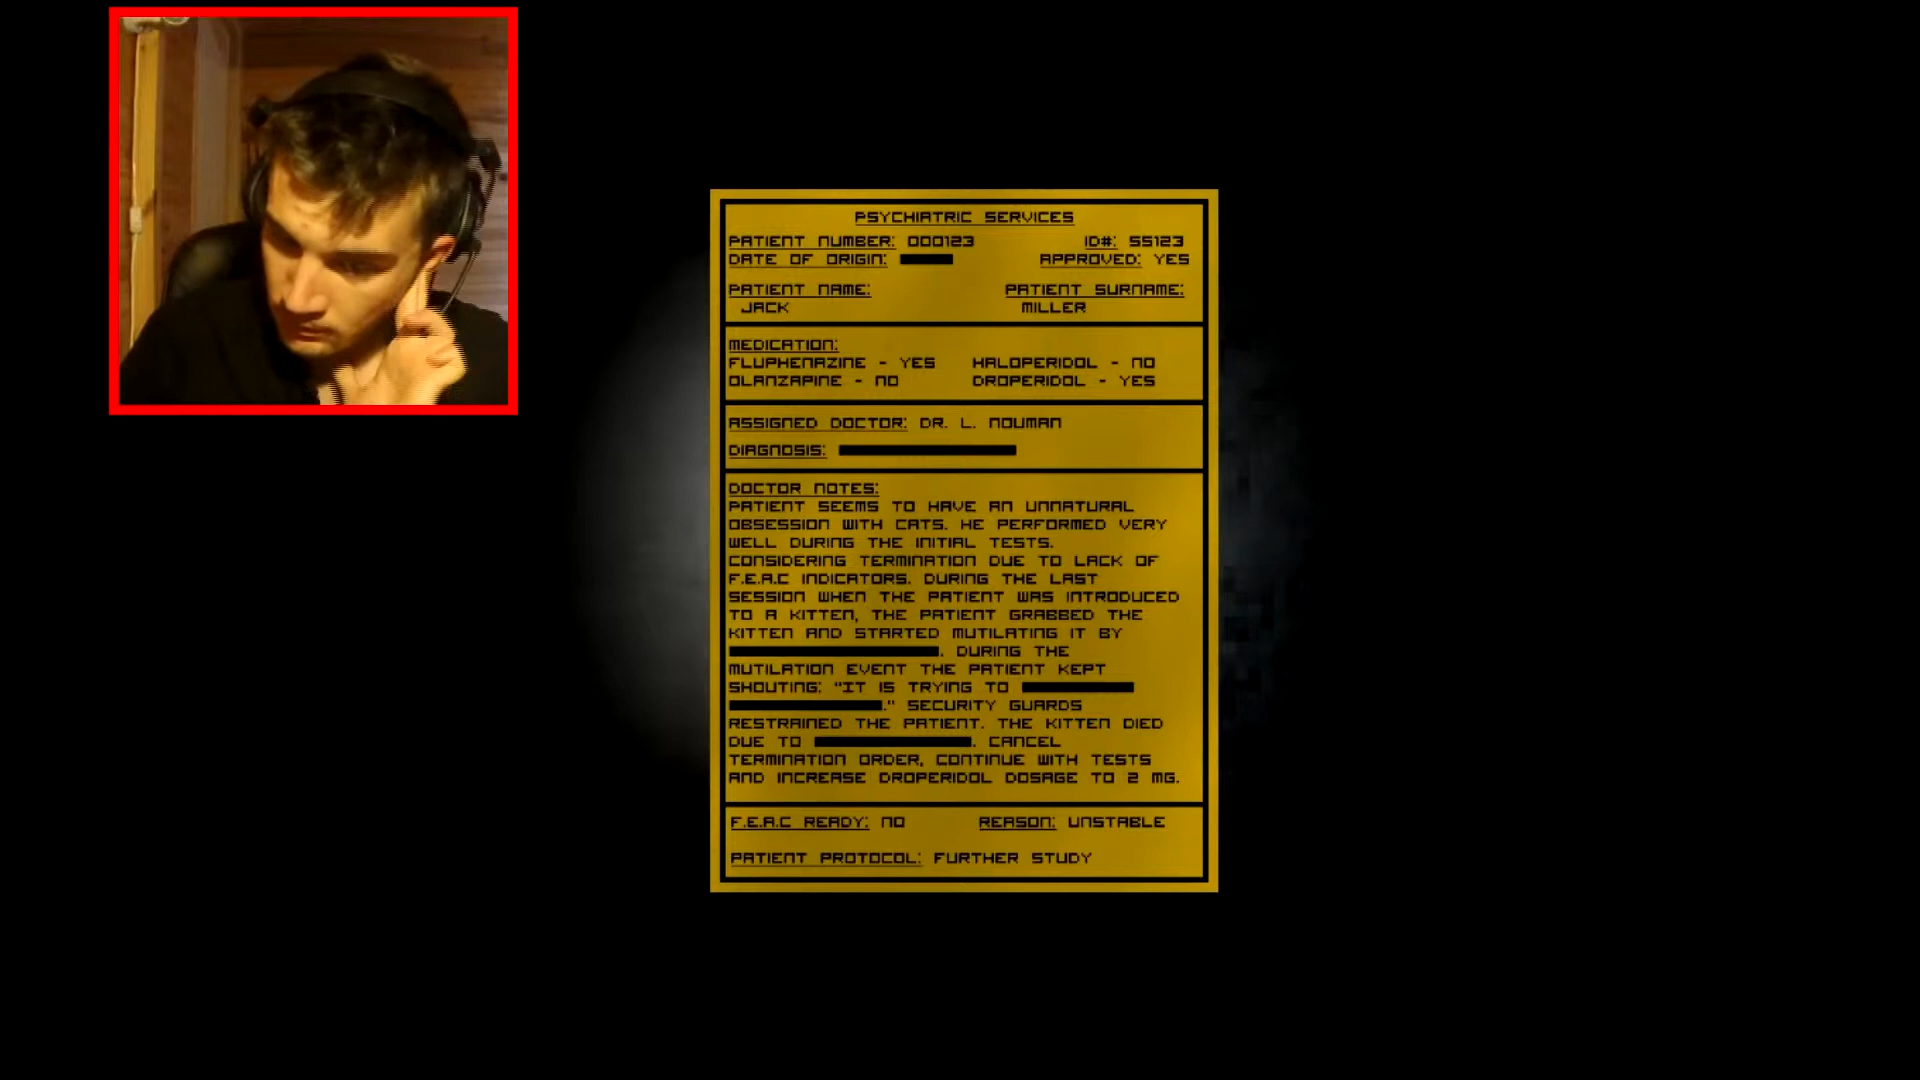 PSYCHIATRIC SERVICES
PATIENT NUMBER: 000123 ID#: 55123
DATE OF ORIGIN: APPROVED: YES
PATIENT NAME: PATIENT SURNAME:
JACK MILLER
MEDICATION:
FLUPHENAZINE - YES HALOPERIDOL - NO
OLANZAPINE - NO DROPERIDOL - YES
ASSIGNED DOCTOR: DR. L. NOUMAN
DIAGNOSIS:
DOCTOR NOTES:
PATIENT SEEMS TO HAVE AN UNNATURAL
OBSESSION WITH CATS. HE PERFORMED VERY
WELL DURING THE INITIAL TESTS.
CONSIDERING TERMINATION DUE TO LACK OF
F.E.A.C INDICATORS. DURING THE LAST
SESSION WHEN THE PATIENT WAS INTRODUCED
TO A KITTEN, THE PATIENT GRABBED THE
KITTEN AND STARTED MUTILATING IT BY
. DURING THE
MUTILATION EVENT THE PATIENT KEPT
SHOUTING: "IT IS TRYING TO
." SECURITY GUARDS
RESTRAINED THE PATIENT. THE KITTEN DIED
DUE TO . CANCEL
TERMINATION ORDER, CONTINUE WITH TESTS
AND INCREASE DROPERIDOL DOSAGE TO 2 MG.
F.E.A.C READY: NO REASON: UNSTABLE
PATIENT PROTOCOL: FURTHER STUDY